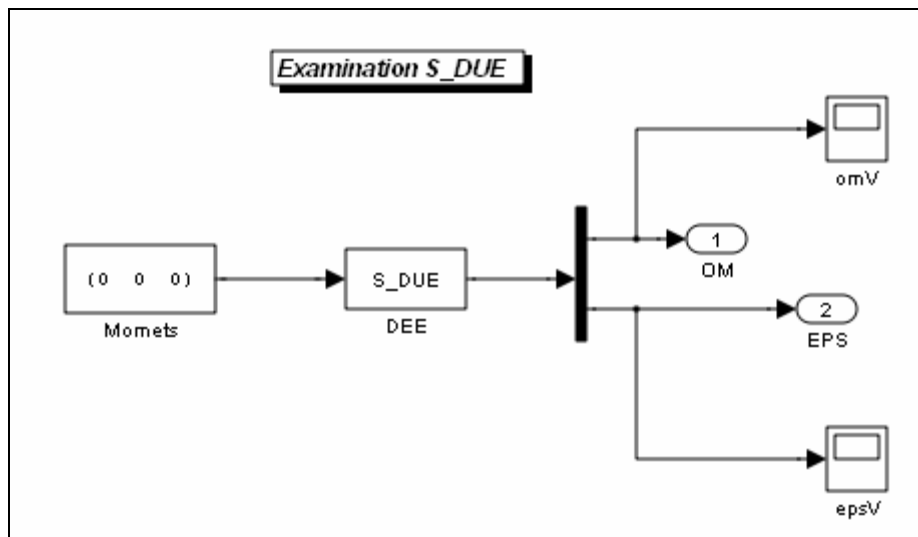 Examination S_DUE
omV
1
OM
(0 0 0)
Momets
S_DUE
DEE
2
EPS
epsV